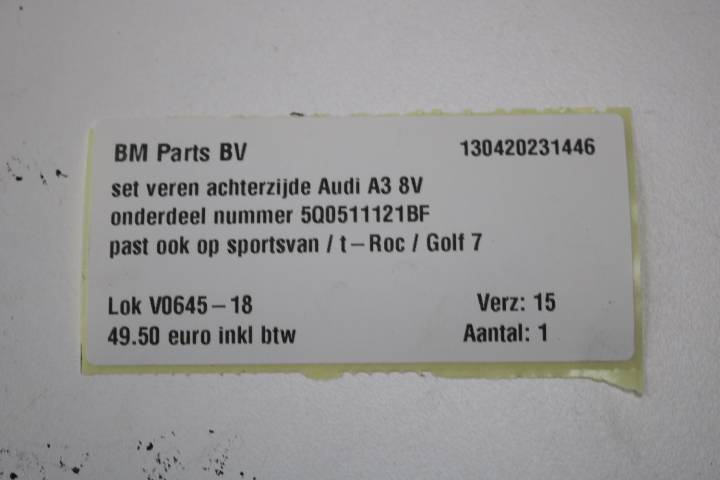 BM Parts BV 130420231446
set veren achterzijde Audi A3 8V
onderdeel nummer 5Q0511121BF
past ook op sportsvan / t-Roc / Golf 7
Lok V0645-18 Verz: 15
49.50 euro inkl btw Aantal: 1